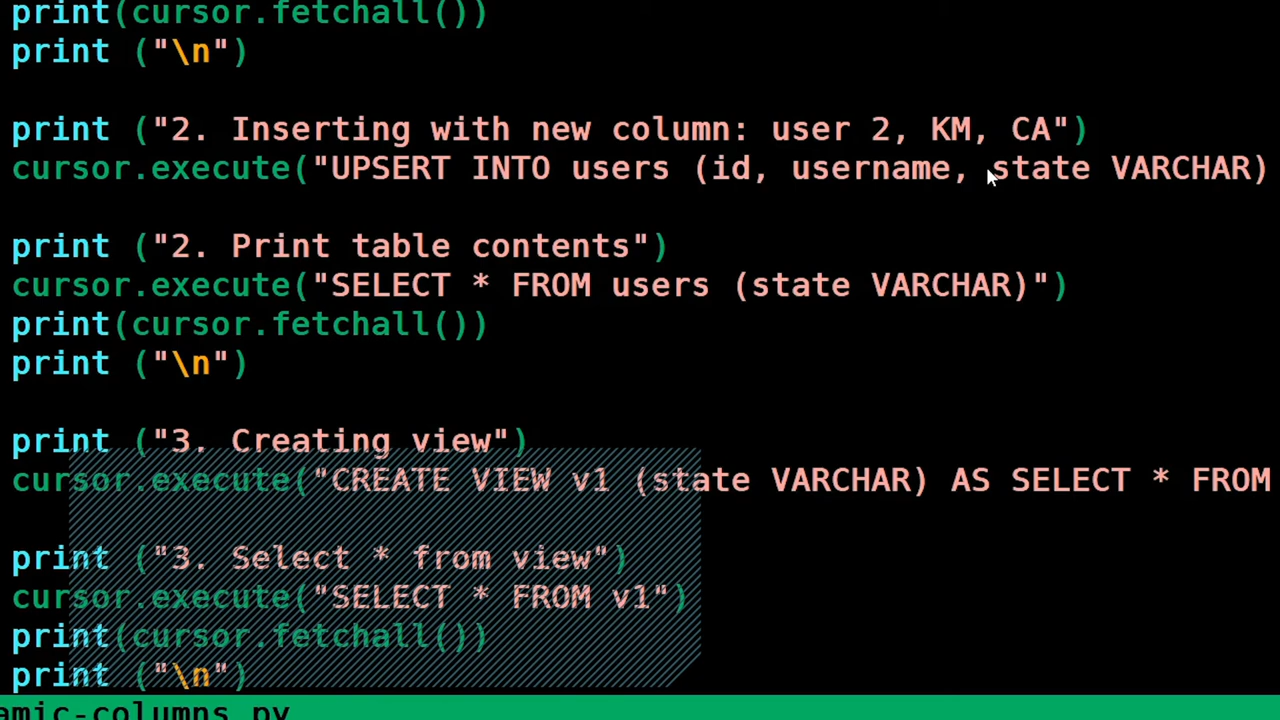 print(cursor.fetchall())
print ("\n")
print ("2. Inserting with new column: user 2, KM, CA")
cursor.execute("UPSERT INTO users (id, username, state VARCHAR)
print ("2. Print table contents")
cursor.execute("SELECT * FROM users (state VARCHAR)")
print(cursor.fetchall())
print ("\n")
print ("3. Creating view")
cursor.execute("CREATE VIEW v1 (state VARCHAR) AS SELECT * FROM
print ("3. Select * from view")
cursor.execute("SELECT * FROM v1")
print(cursor.fetchall())
print ("\n")
amic-columns.py